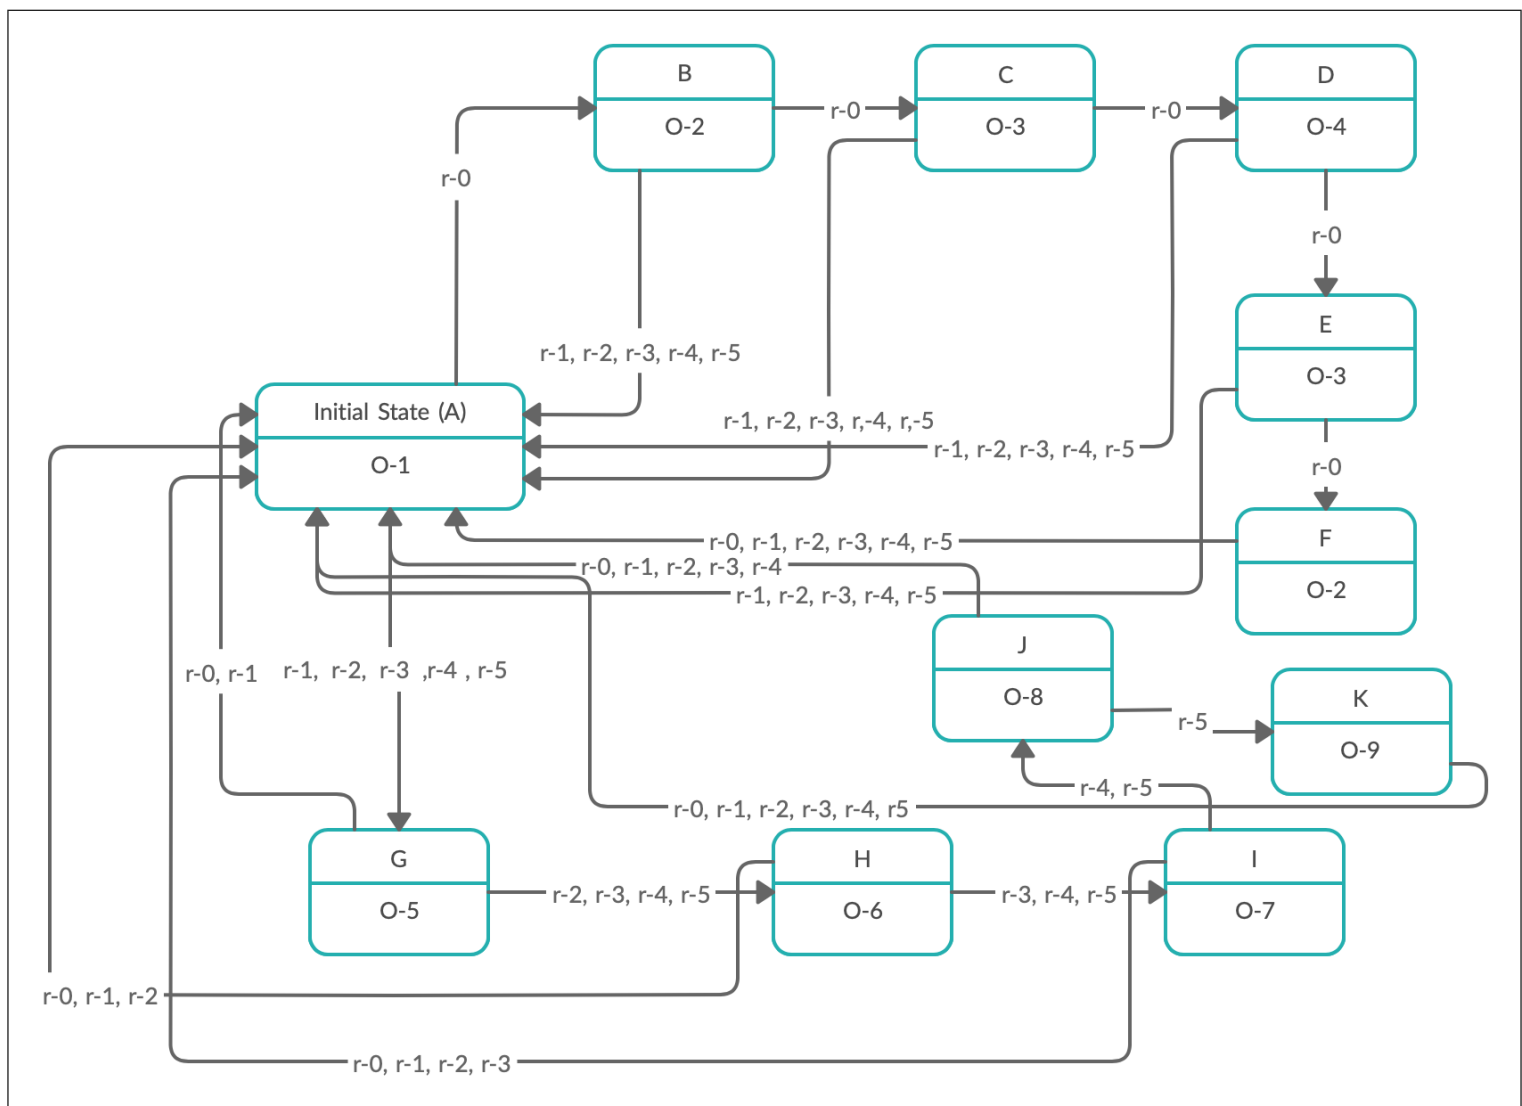 B
C
D
O-2
r-0
O-3
r-0
O-4
r-0
r-0
E
r-1, r-2, r-3, r-4, r-5
O-3
Initial State (A)
r-1, r-2, r-3, r,-4, r,-5
r-1, r-2, r-3, r-4, r-5
O-1
r-0
F
r-0, r-1, r-2, r-3, r-4, r-5
r-0, r-1, r-2, r-3, r-4
r-1, r-2, r-3, r-4, r-5
O-2
J
r-0, r-1
r-1, r-2, r-3 ,r-4 , r-5
O-8
K
r-5
O-9
r-4, r-5
r-0, r-1, r-2, r-3, r-4, r5
G
H
I
r-2, r-3, r-4, r-5
r-3, r-4, r-5
O-5
O-6
O-7
r-0, r-1, r-2
r-0, r-1, r-2, r-3